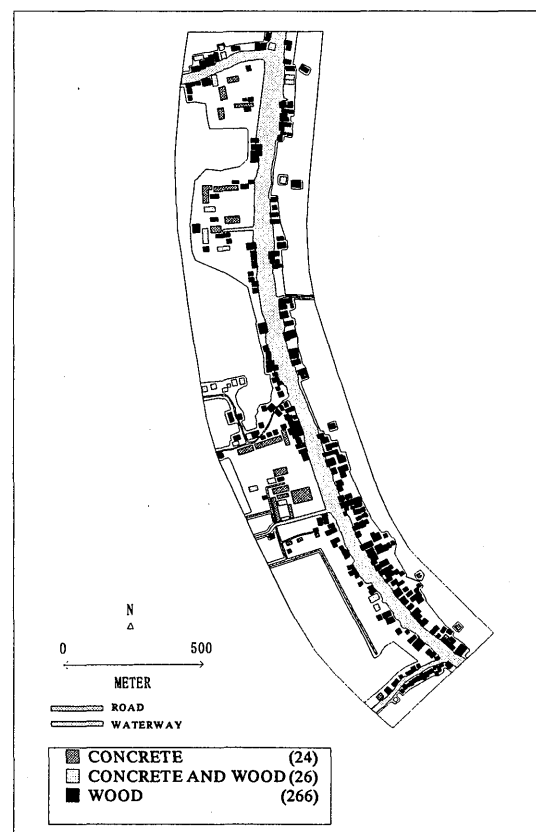 N
0 500
METER
ROAD
WATERWAY
CONCRETE (24)
CONCRETE AND WOOD (26)
WOOD (266)